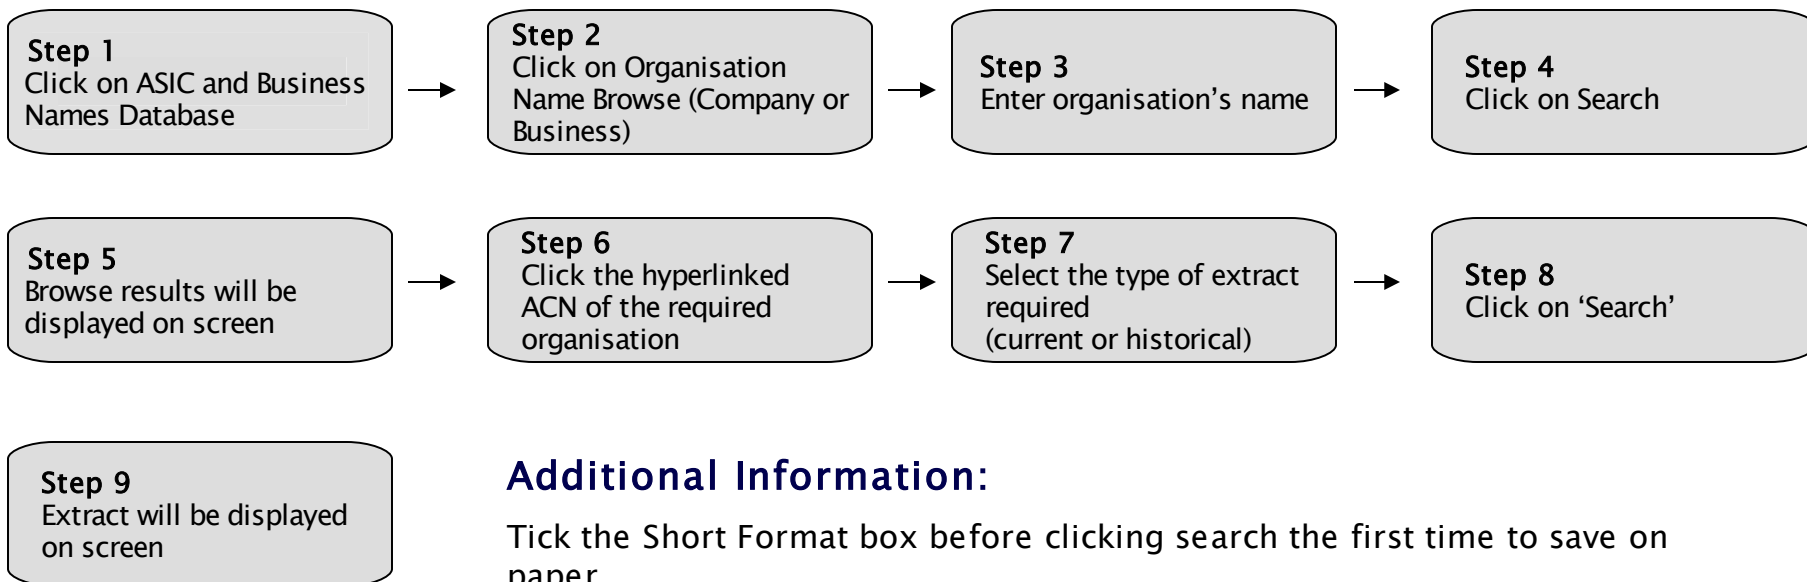 Step 1
Click on ASIC and Business
Names Database
Step 2
Click on Organisation
Name Browse (Company or
Business)
Step 3
Enter organisation’s name
Step 4
Click on Search
Step 5
Browse results will be
displayed on screen
Step 6
Click the hyperlinked
ACN of the required
organisation
Step 7
Select the type of extract
required
(current or historical)
Step 8
Click on ‘Search’
Step 9
Extract will be displayed
on screen
Additional Information:
Tick the Short Format box before clicking search the first time to save on
paper